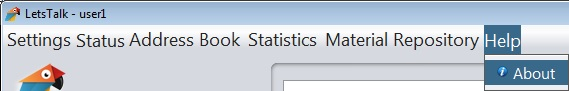 LetsTalk - user1
Settings Status Address Book Statistics Material Repository Help
About